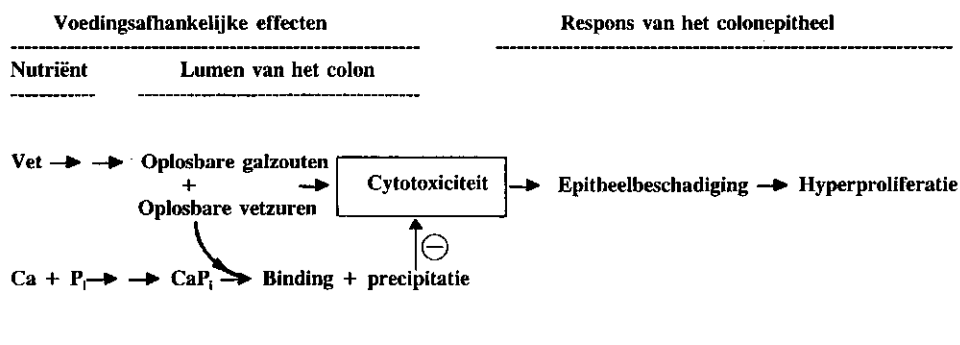 Voedingsafhankelijke effecten Respons van het colonepitheel
Nutriënt Lumen van het colon
Vet Oplosbare galzouten
+ Cytotoxiciteit Epitheelbeschadiging Hyperproliferatie
Oplosbare vetzuren
Ca + Pi CaPi Binding + precipitatie